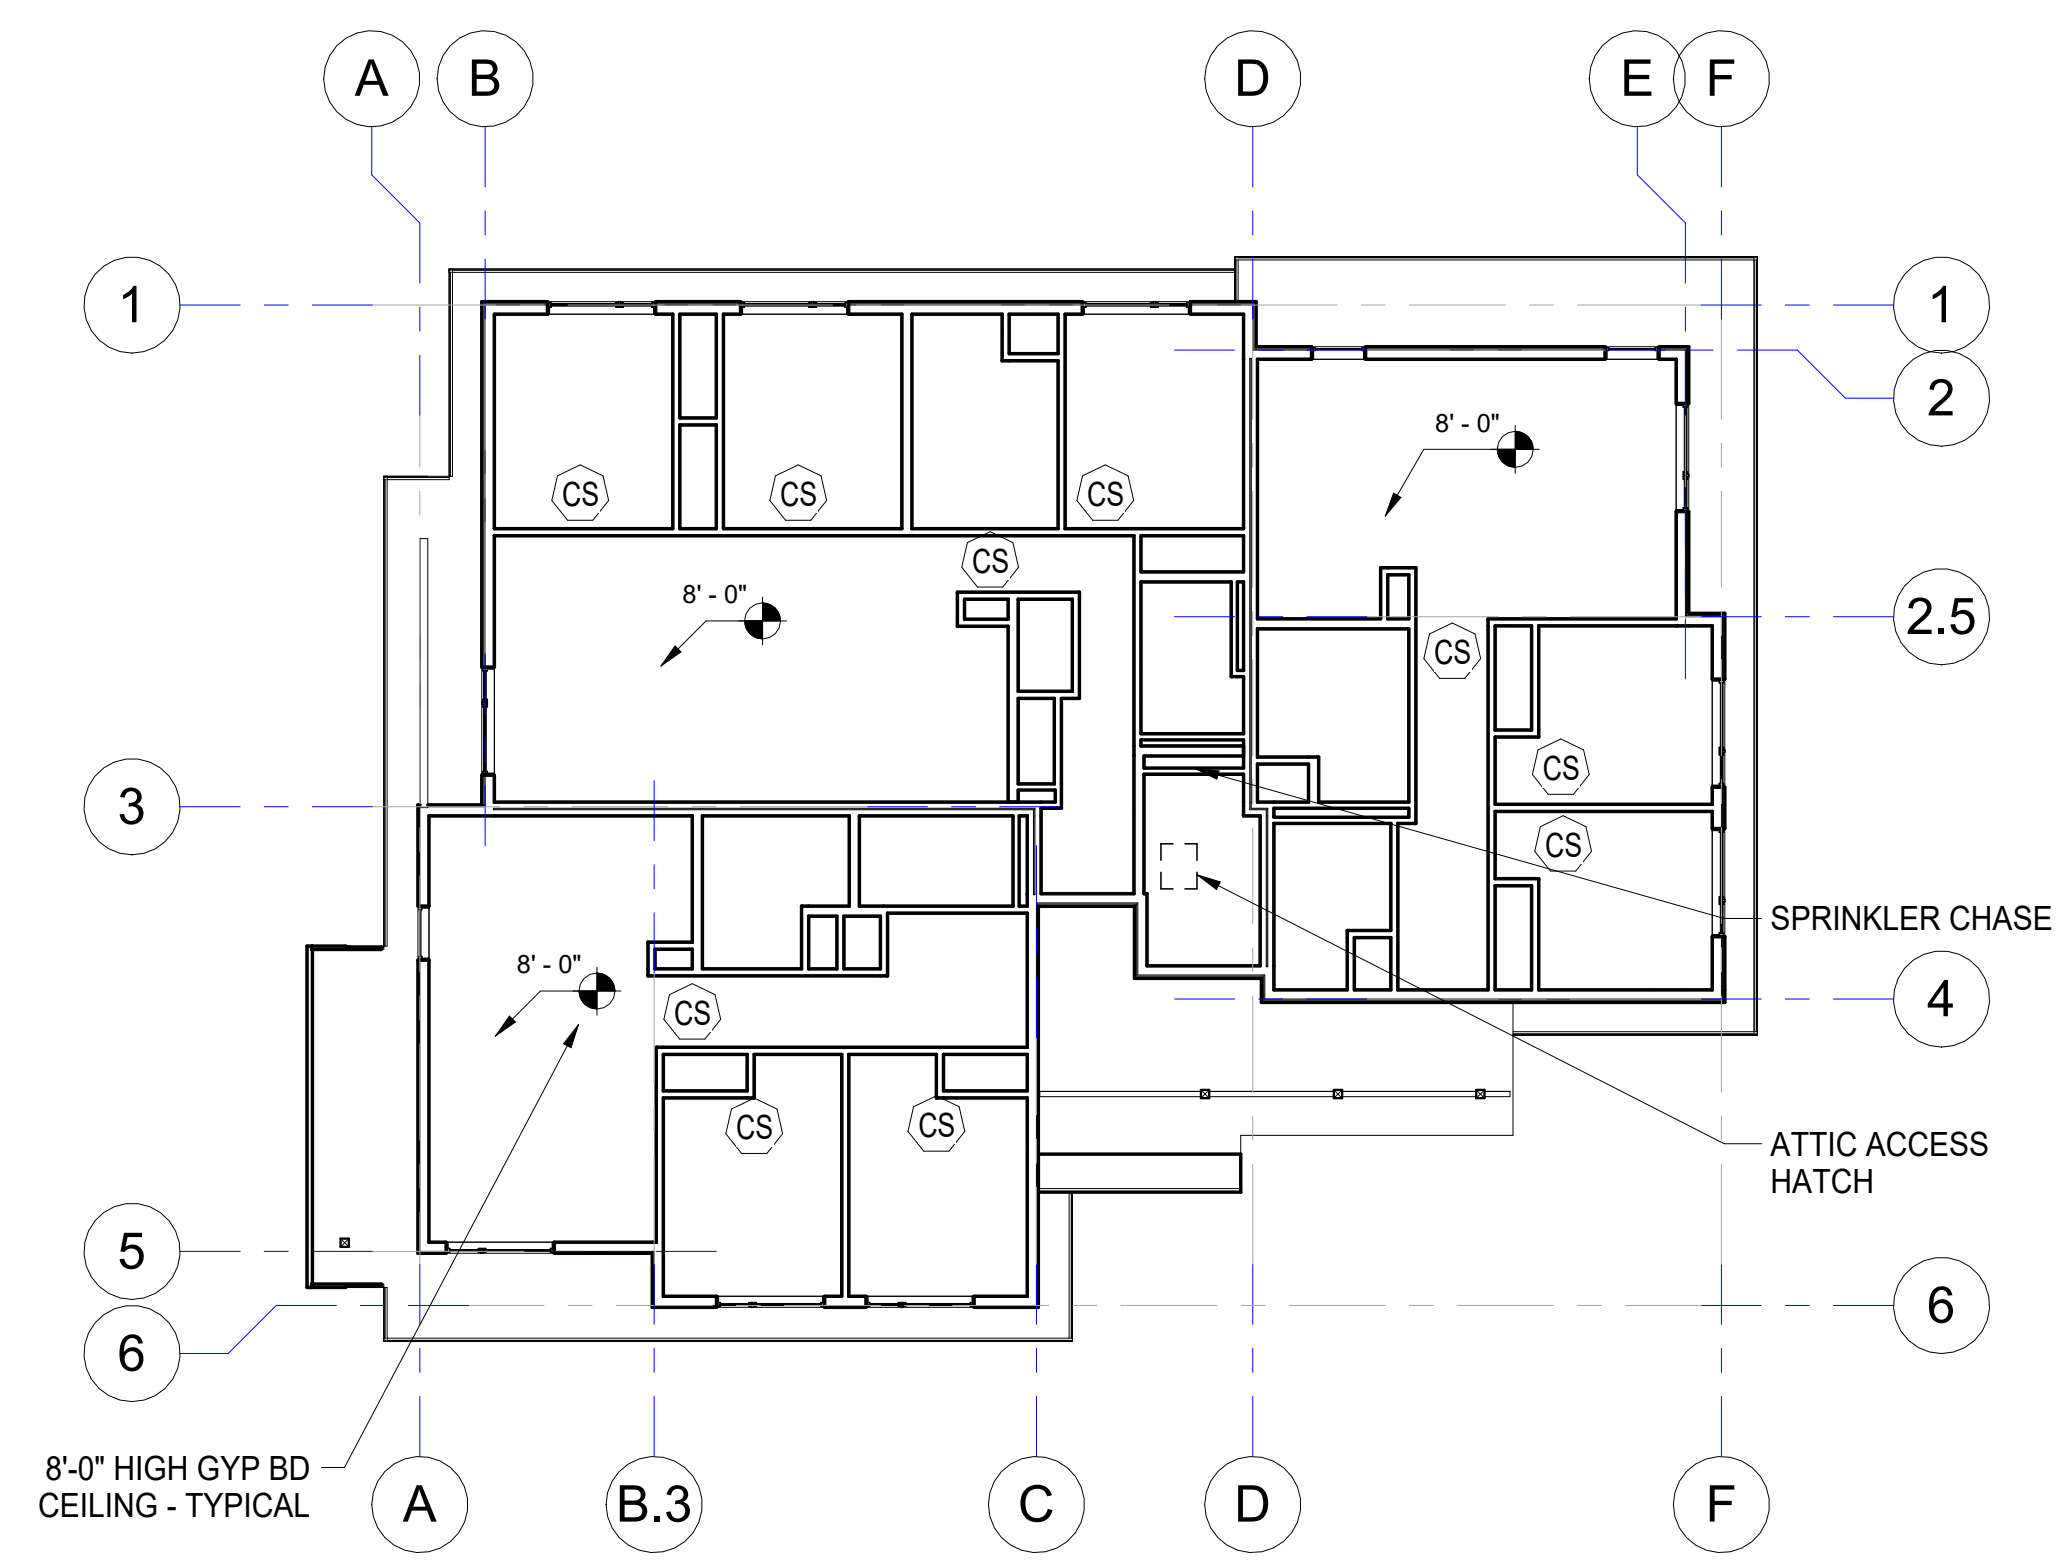 A
B
D
E
F
1
1
2
8' - 0"
CS
CS
CS
CS
8' - 0"
2.5
CS
CS
3
CS
SPRINKLER CHASE
8' - 0"
CS
4
CS
CS
ATTIC ACCESS
HATCH
5
6
6
8'-0" HIGH GYP BD
CEILING - TYPICAL
A
B.3
C
D
F